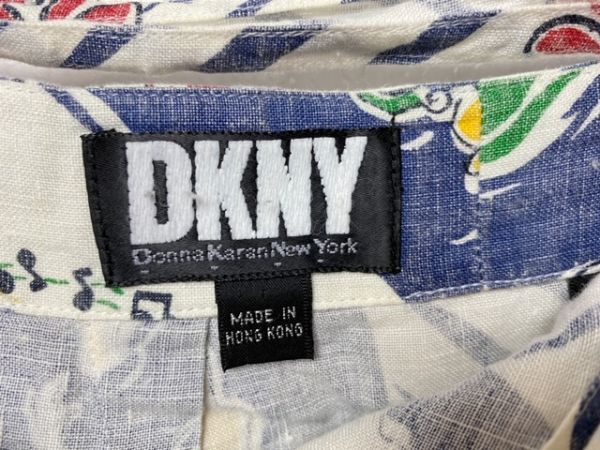 DKNY
Donna Karan New York
MADE IN
HONG KONG